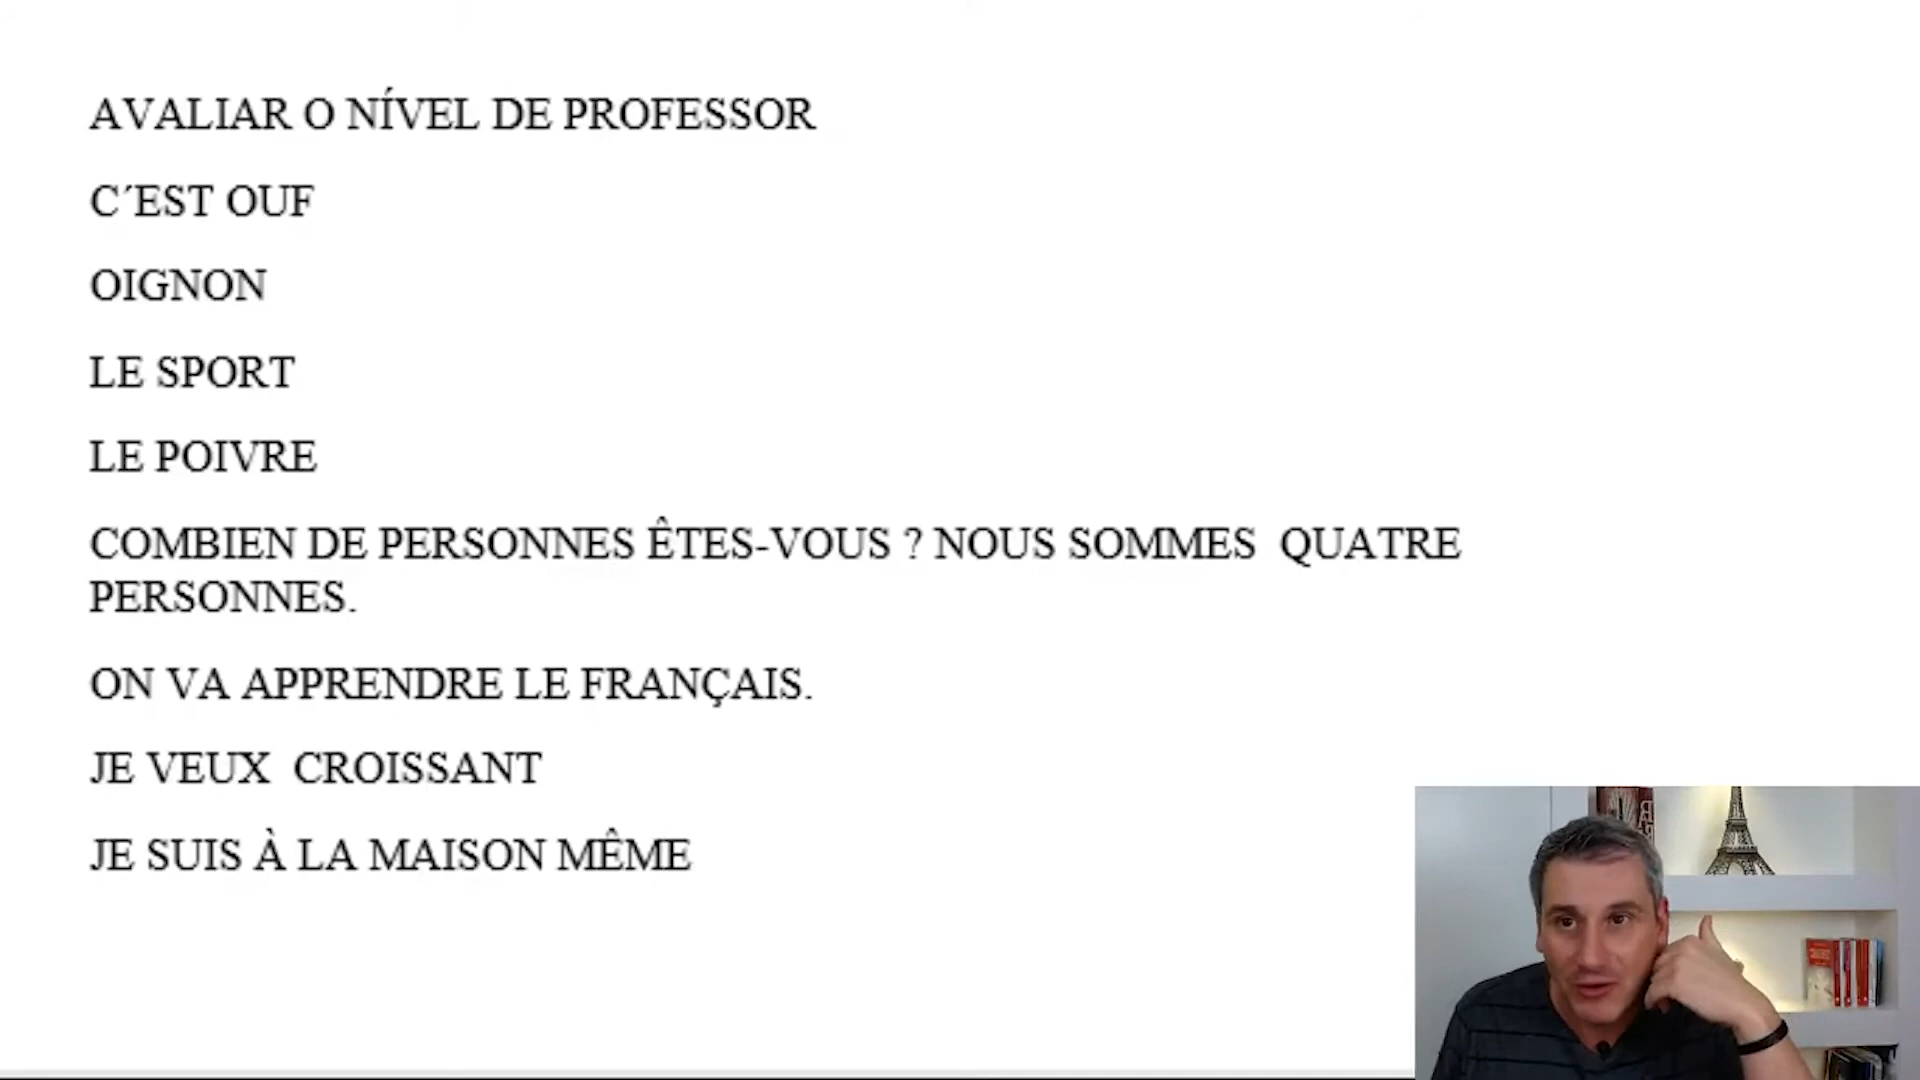 AVALIAR O NÍVEL DE PROFESSOR
C´EST OUF
OIGNON
LE SPORT
LE POIVRE
COMBIEN DE PERSONNES ÊTES-VOUS ? NOUS SOMMES  QUATRE
PERSONNES.
ON VA APPRENDRE LE FRANÇAIS.
JE VEUX  CROISSANT
JE SUIS À LA MAISON MÊME